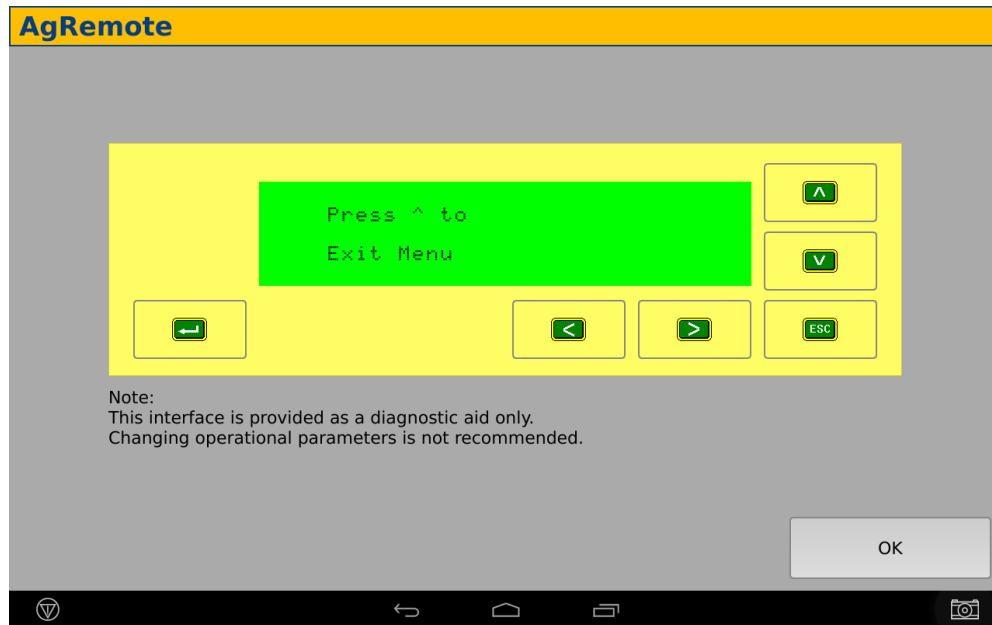 AgRemote
Press ^ to
Exit Menu
ESC
Note:
This interface is provided as a diagnostic aid only.
Changing operational parameters is not recommended.
OK